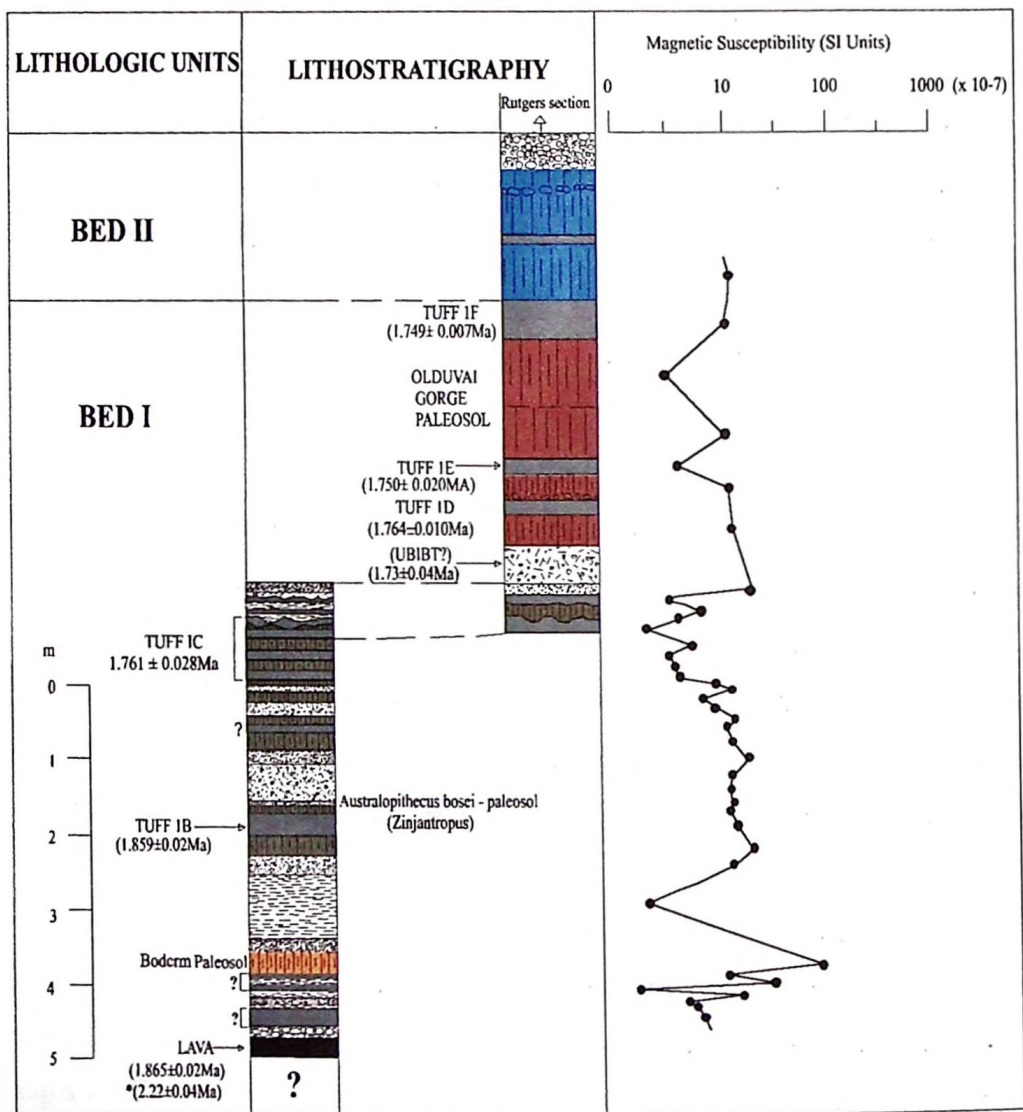 LITHOLOGIC UNITS
LITHOSTRATIGRAPHY
Magnetic Susceptibility (SI Units)
0 10 100 1000 (x 10-7)
Rutgers section
BED II
BED I
TUFF 1F
(1.749± 0.007Ma)
OLDUVAI
GORGE
PALEOSOL
TUFF 1E
(1.750± 0.020MA)
TUFF 1D
(1.764±0.010Ma)
(UBIBT?)
(1.73±0.04Ma)
TUFF 1C
1.761 ± 0.028Ma
m
0
?
1
Australopithecus bosei - paleosol
(Zinjantropus)
TUFF 1B
(1.859±0.02Ma)
2
3
Boderm Paleosol
?
4
?
LAVA
5
(1.865±0.02Ma)
*(2.22±0.04Ma)
?